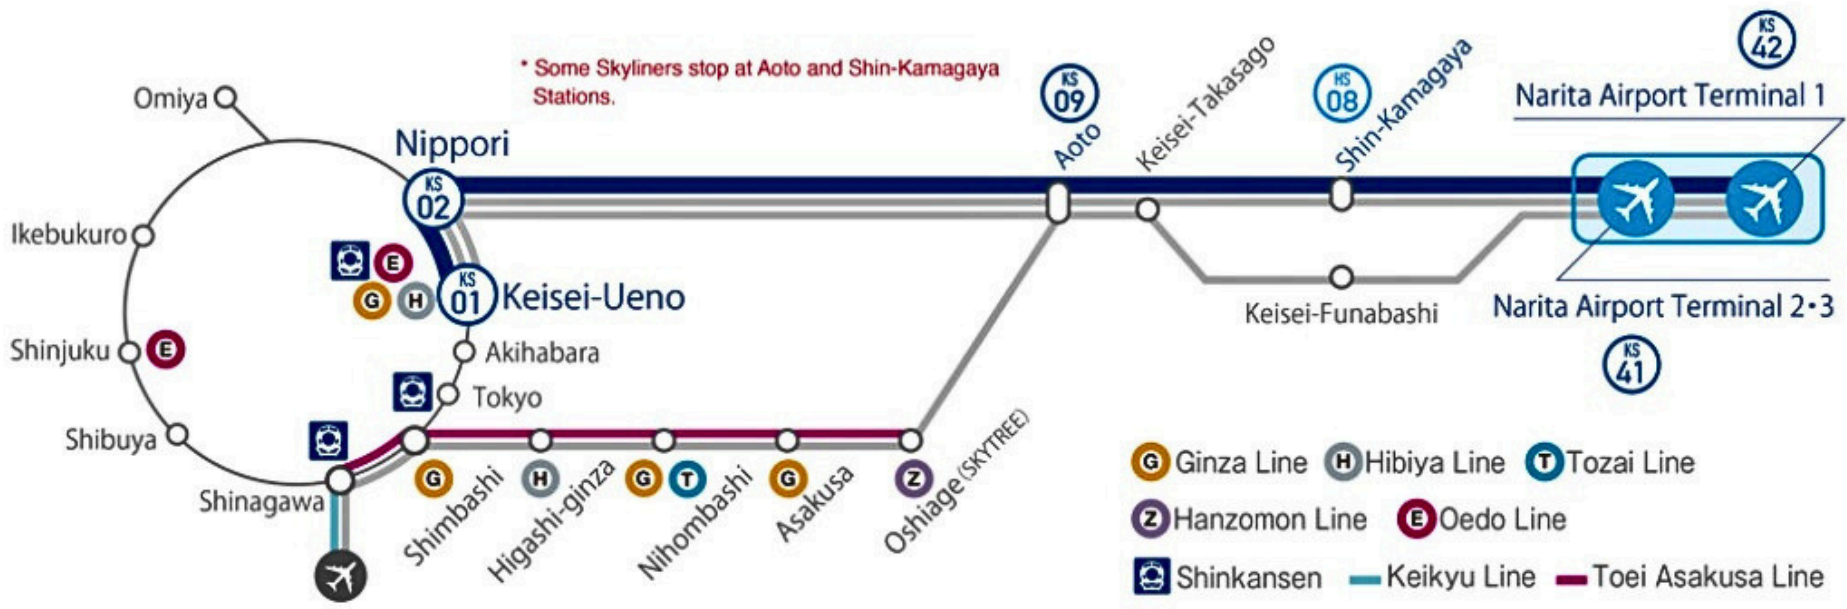 KS
42
* Some Skyliners stop at Aoto and Shin-Kamagaya
Stations.
KS
09
HS
08
Narita Airport Terminal 1
Omiya
Nippori
KS
02
Aoto
Keisei-Takasago
Shin-Kamagaya
Ikebukuro
E
G
H
KS
01
Keisei-Ueno
Keisei-Funabashi
Narita Airport Terminal 2•3
KS
41
Shinjuku
E
Akihabara
Tokyo
Shibuya
Shinagawa
G
Shimbashi
H
Higashi-ginza
G
T
Nihombashi
G
Asakusa
Z
Oshiage (SKYTREE)
G Ginza Line
H Hibiya Line
T Tozai Line
Z Hanzomon Line
E Oedo Line
Shinkansen
Keikyu Line
Toei Asakusa Line